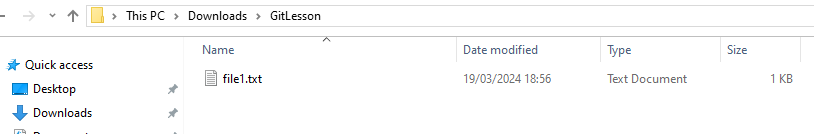 This PC > Downloads > GitLesson
Name Date modified Type Size
Quick access
file1.txt 19/03/2024 18:56 Text Document 1 KB
Desktop
Downloads